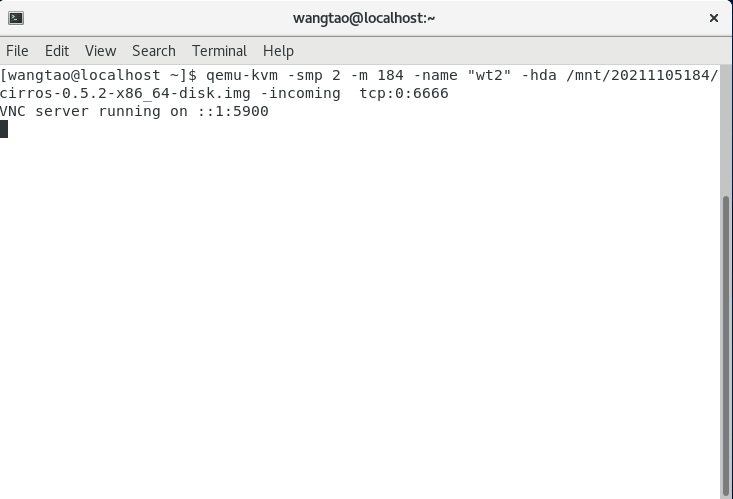 wangtao@localhost:~
File Edit View Search Terminal Help
[wangtao@localhost ~]$ qemu-kvm -smp 2 -m 184 -name "wt2" -hda /mnt/20211105184/
cirros-0.5.2-x86_64-disk.img -incoming  tcp:0:6666
VNC server running on ::1:5900